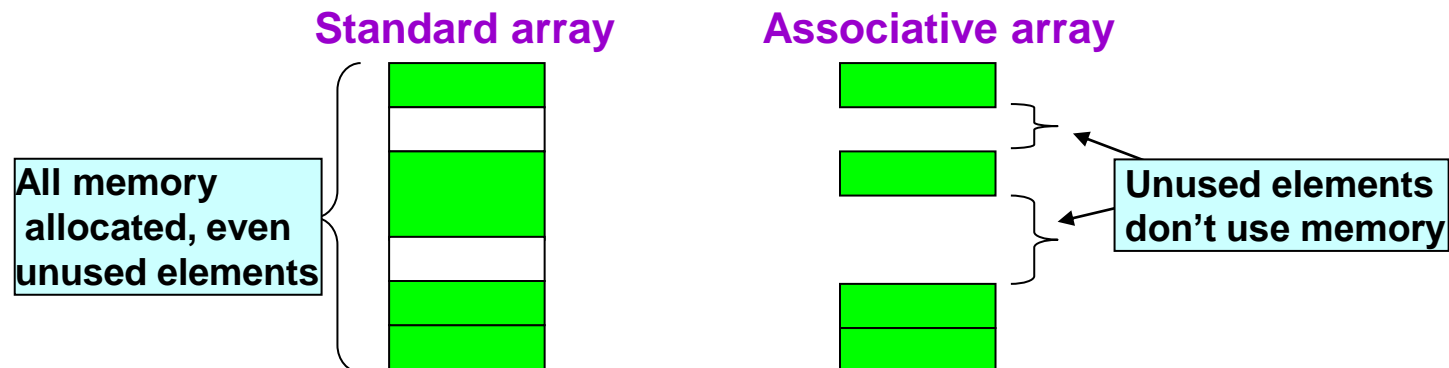 Standard array
Associative array
All memory
allocated, even
unused elements
Unused elements
don’t use memory